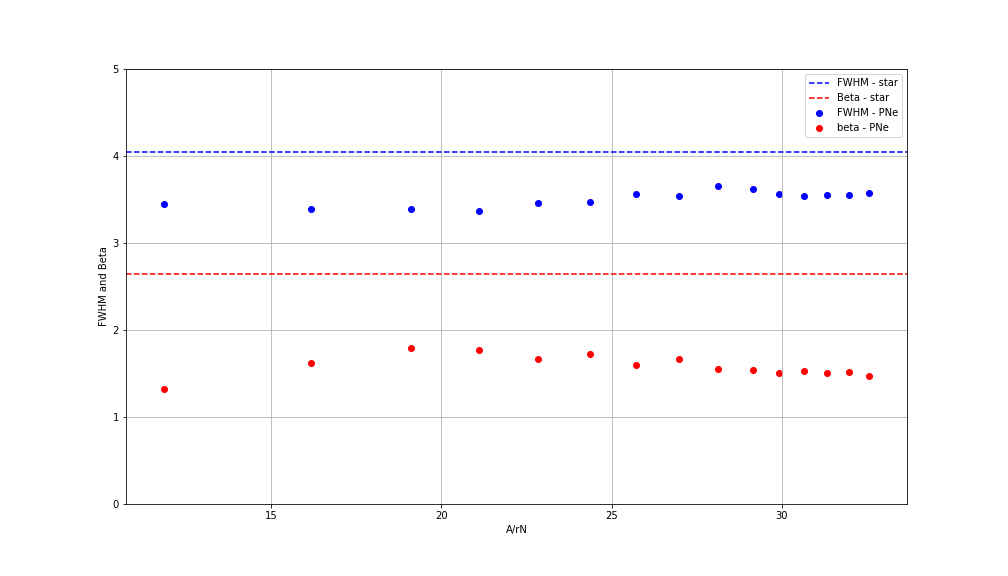 5
4
3
2
1
0
15
20
25
30
FWHM and Beta
A/rN
FWHM - star
Beta - star
FWHM - PNe
beta - PNe